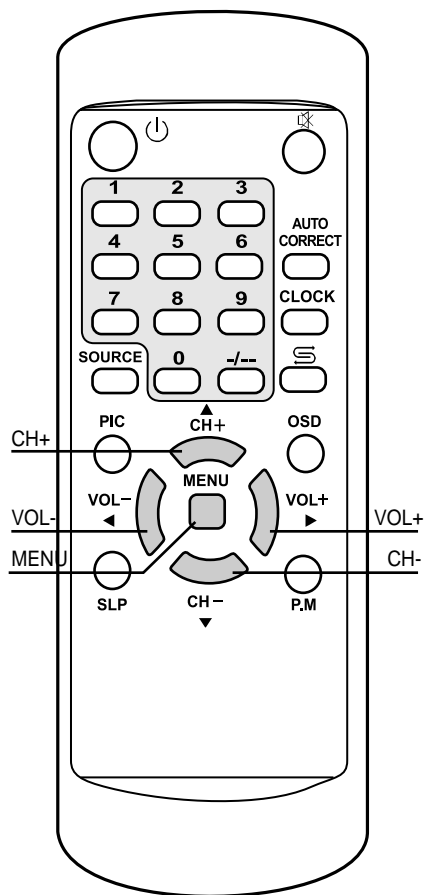 1 2 3
AUTO
CORRECT
4 5 6
7 8 9 CLOCK
SOURCE 0 -/--
PIC CH+ OSD
CH+
MENU
VOL- VOL+
VOL- VOL+
MENU CH-
SLP CH- P.M